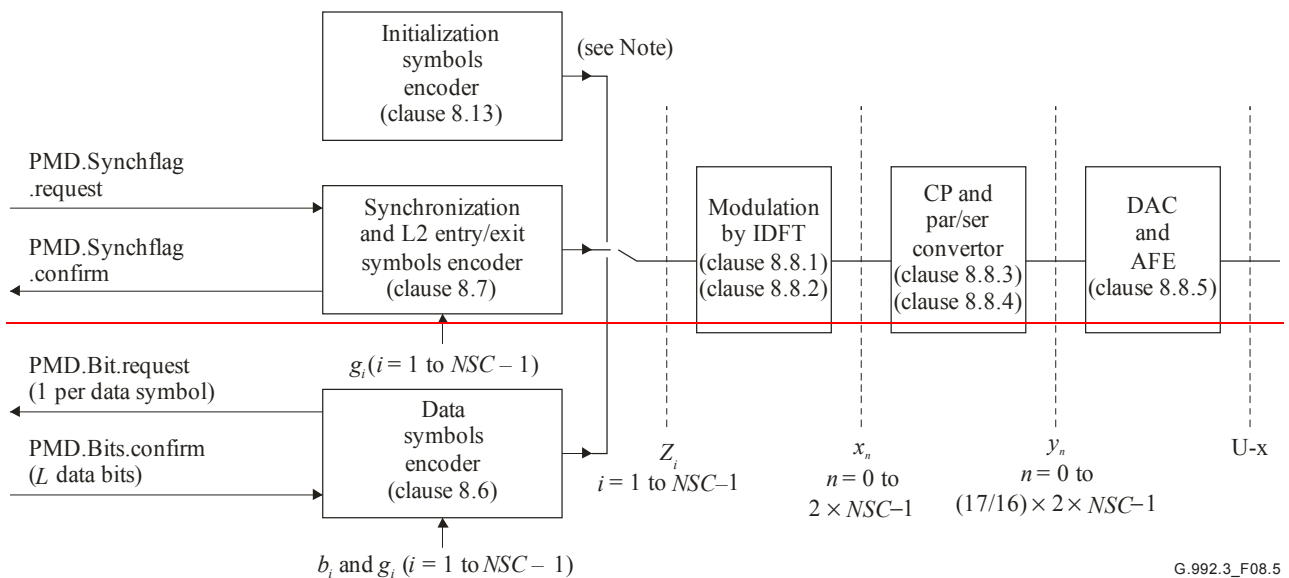 Initialization
symbols
encoder
(clause 8.13)
(see Note)
PMD.Synchflag
.request
PMD.Synchflag
.confirm
Synchronization
and L2 entry/exit
symbols encoder
(clause 8.7)
Modulation
by IDFT
(clause 8.8.1)
(clause 8.8.2)
CP and
par/ser
convertor
(clause 8.8.3)
(clause 8.8.4)
DAC
and
AFE
(clause 8.8.5)
g_i (i = 1 to NSC – 1)
PMD.Bit.request
(1 per data symbol)
PMD.Bits.confirm
(L data bits)
Data
symbols
encoder
(clause 8.6)
Z_i
i = 1 to NSC–1
x_n
n = 0 to
2 × NSC–1
y_n
n = 0 to
(17/16) × 2 × NSC–1
U-x
b_i and g_i (i = 1 to NSC – 1)
G.992.3_F08.5